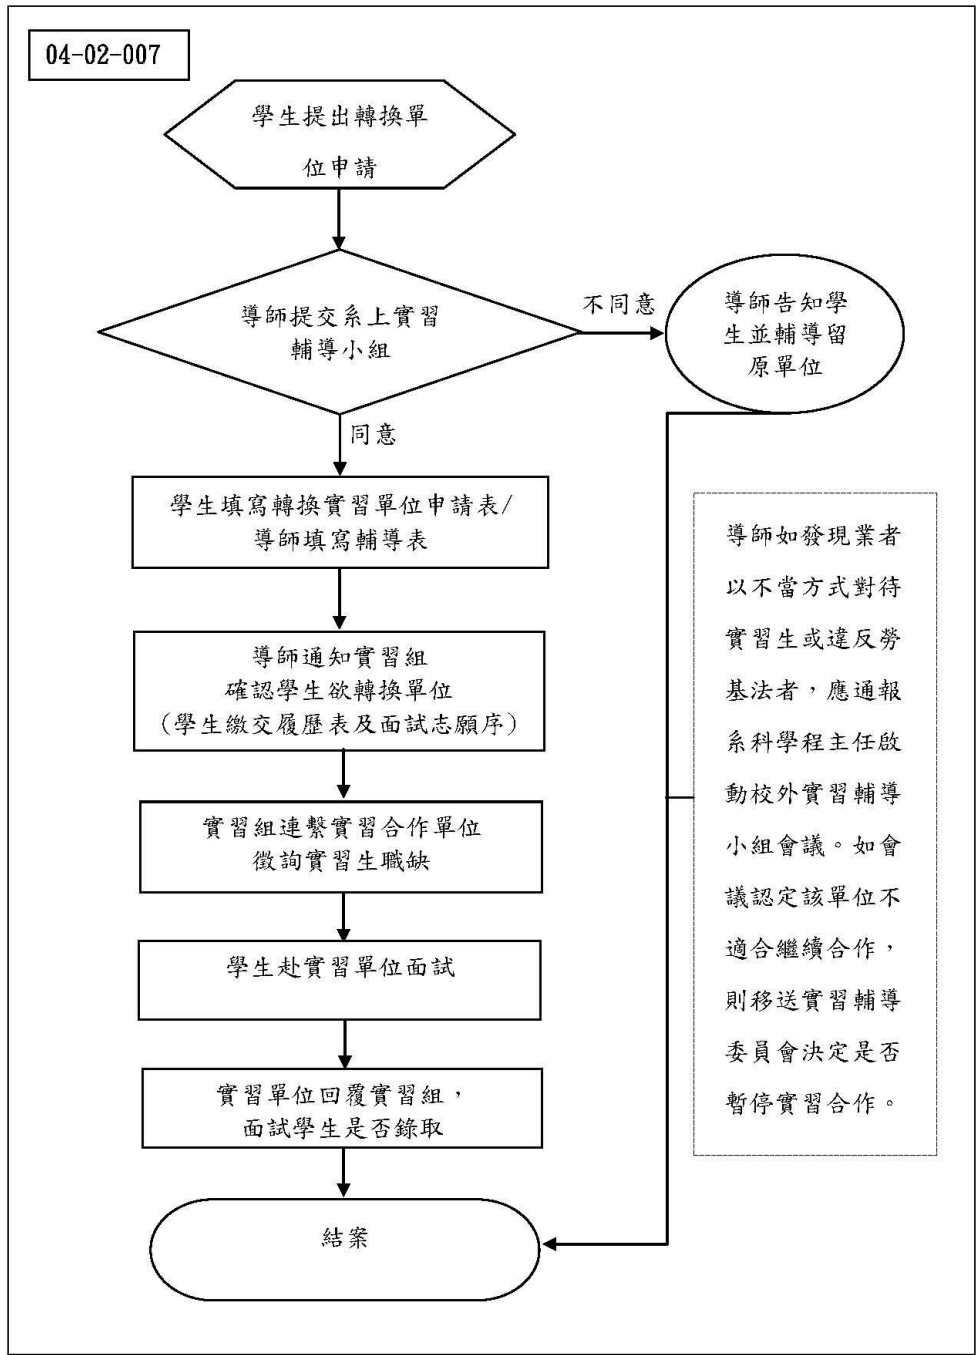 04-02-007
學生提出轉換單
位申請
導師提交系上實習
輔導小組
不同意
導師告知學
生並輔導留
原單位
同意
學生填寫轉換實習單位申請表/
導師填寫輔導表
導師通知實習組
確認學生欲轉換單位
(學生繳交履歷表及面試志願序)
實習組連繫實習合作單位
徵詢實習生職缺
學生赴實習單位面試
實習單位回覆實習組，
面試學生是否錄取
結案
導師如發現業者
以不當方式對待
實習生或違反勞
基法者，應通報
系科學程主任啟
動校外實習輔導
小組會議。如會
議認定該單位不
適合繼續合作，
則移送實習輔導
委員會決定是否
暫停實習合作。